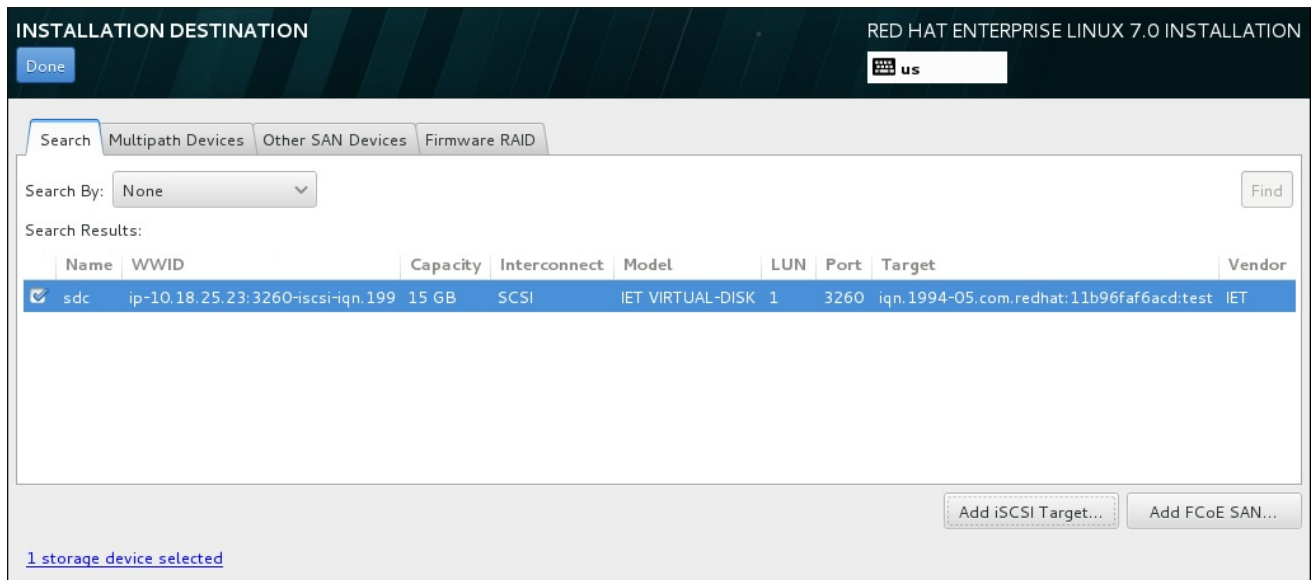 INSTALLATION DESTINATION
RED HAT ENTERPRISE LINUX 7.0 INSTALLATION
Done
us
Search Multipath Devices Other SAN Devices Firmware RAID
Search By: None Find
Search Results:
Name WWID Capacity Interconnect Model LUN Port Target Vendor
sdc ip-10.18.25.23:3260-iscsi-iqn.199 15 GB SCSI IET VIRTUAL-DISK 1 3260 iqn.1994-05.com.redhat:11b96faf6acd:test IET
Add iSCSI Target... Add FCoE SAN...
1 storage device selected